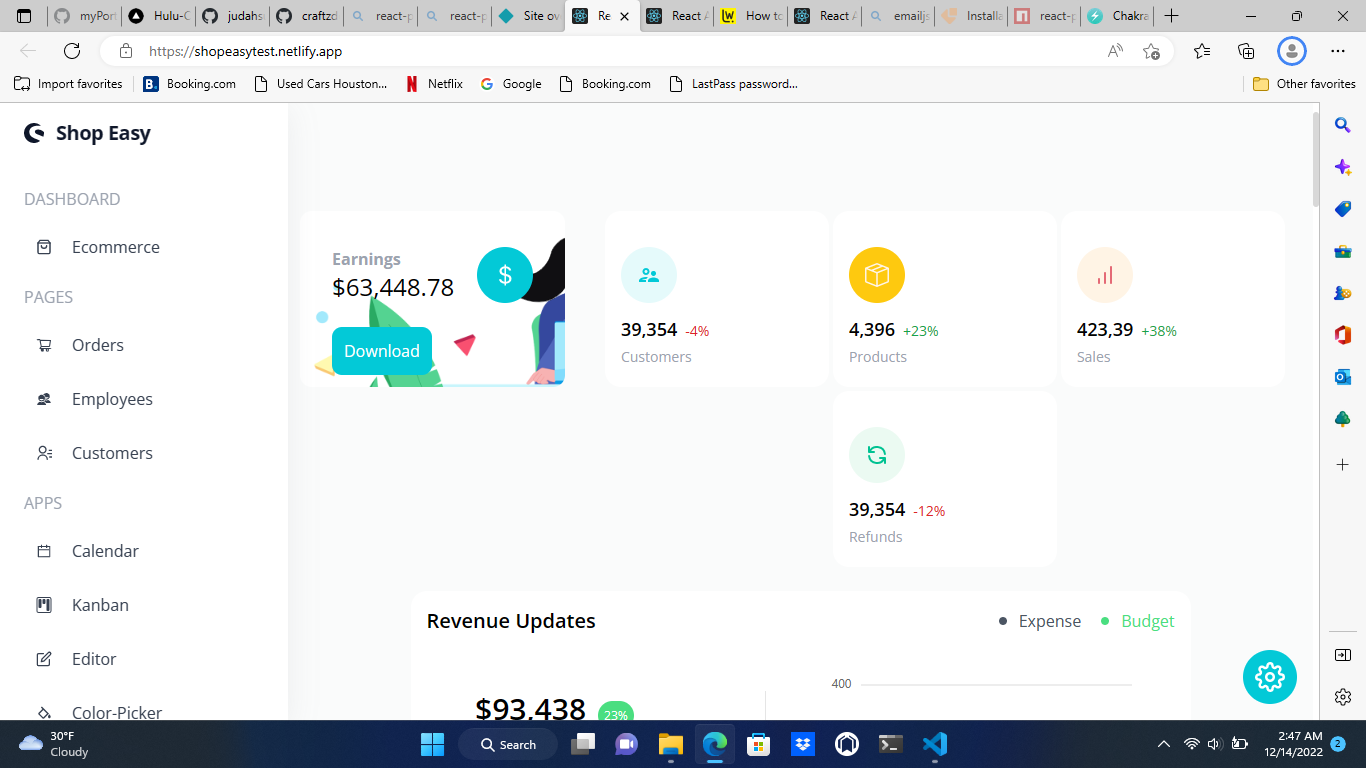 myPort
Hulu-C
judahs
craftzd
react-p
react-p
Site ov
Re
React A
How to
React A
emailjs
Installa
react-p
Chakra
https://shopeasytest.netlify.app
Import favorites
Booking.com
Used Cars Houston...
Netflix
Google
Booking.com
LastPass password...
Other favorites
Shop Easy
DASHBOARD
Ecommerce
PAGES
Orders
Employees
Customers
APPS
Calendar
Kanban
Editor
Color-Picker
Earnings
$63,448.78
$
Download
39,354 -4%
Customers
4,396 +23%
Products
423,39 +38%
Sales
39,354 -12%
Refunds
Revenue Updates
Expense
Budget
$93,438 23%
400
30°F
Cloudy
Search
2:47 AM
12/14/2022
2